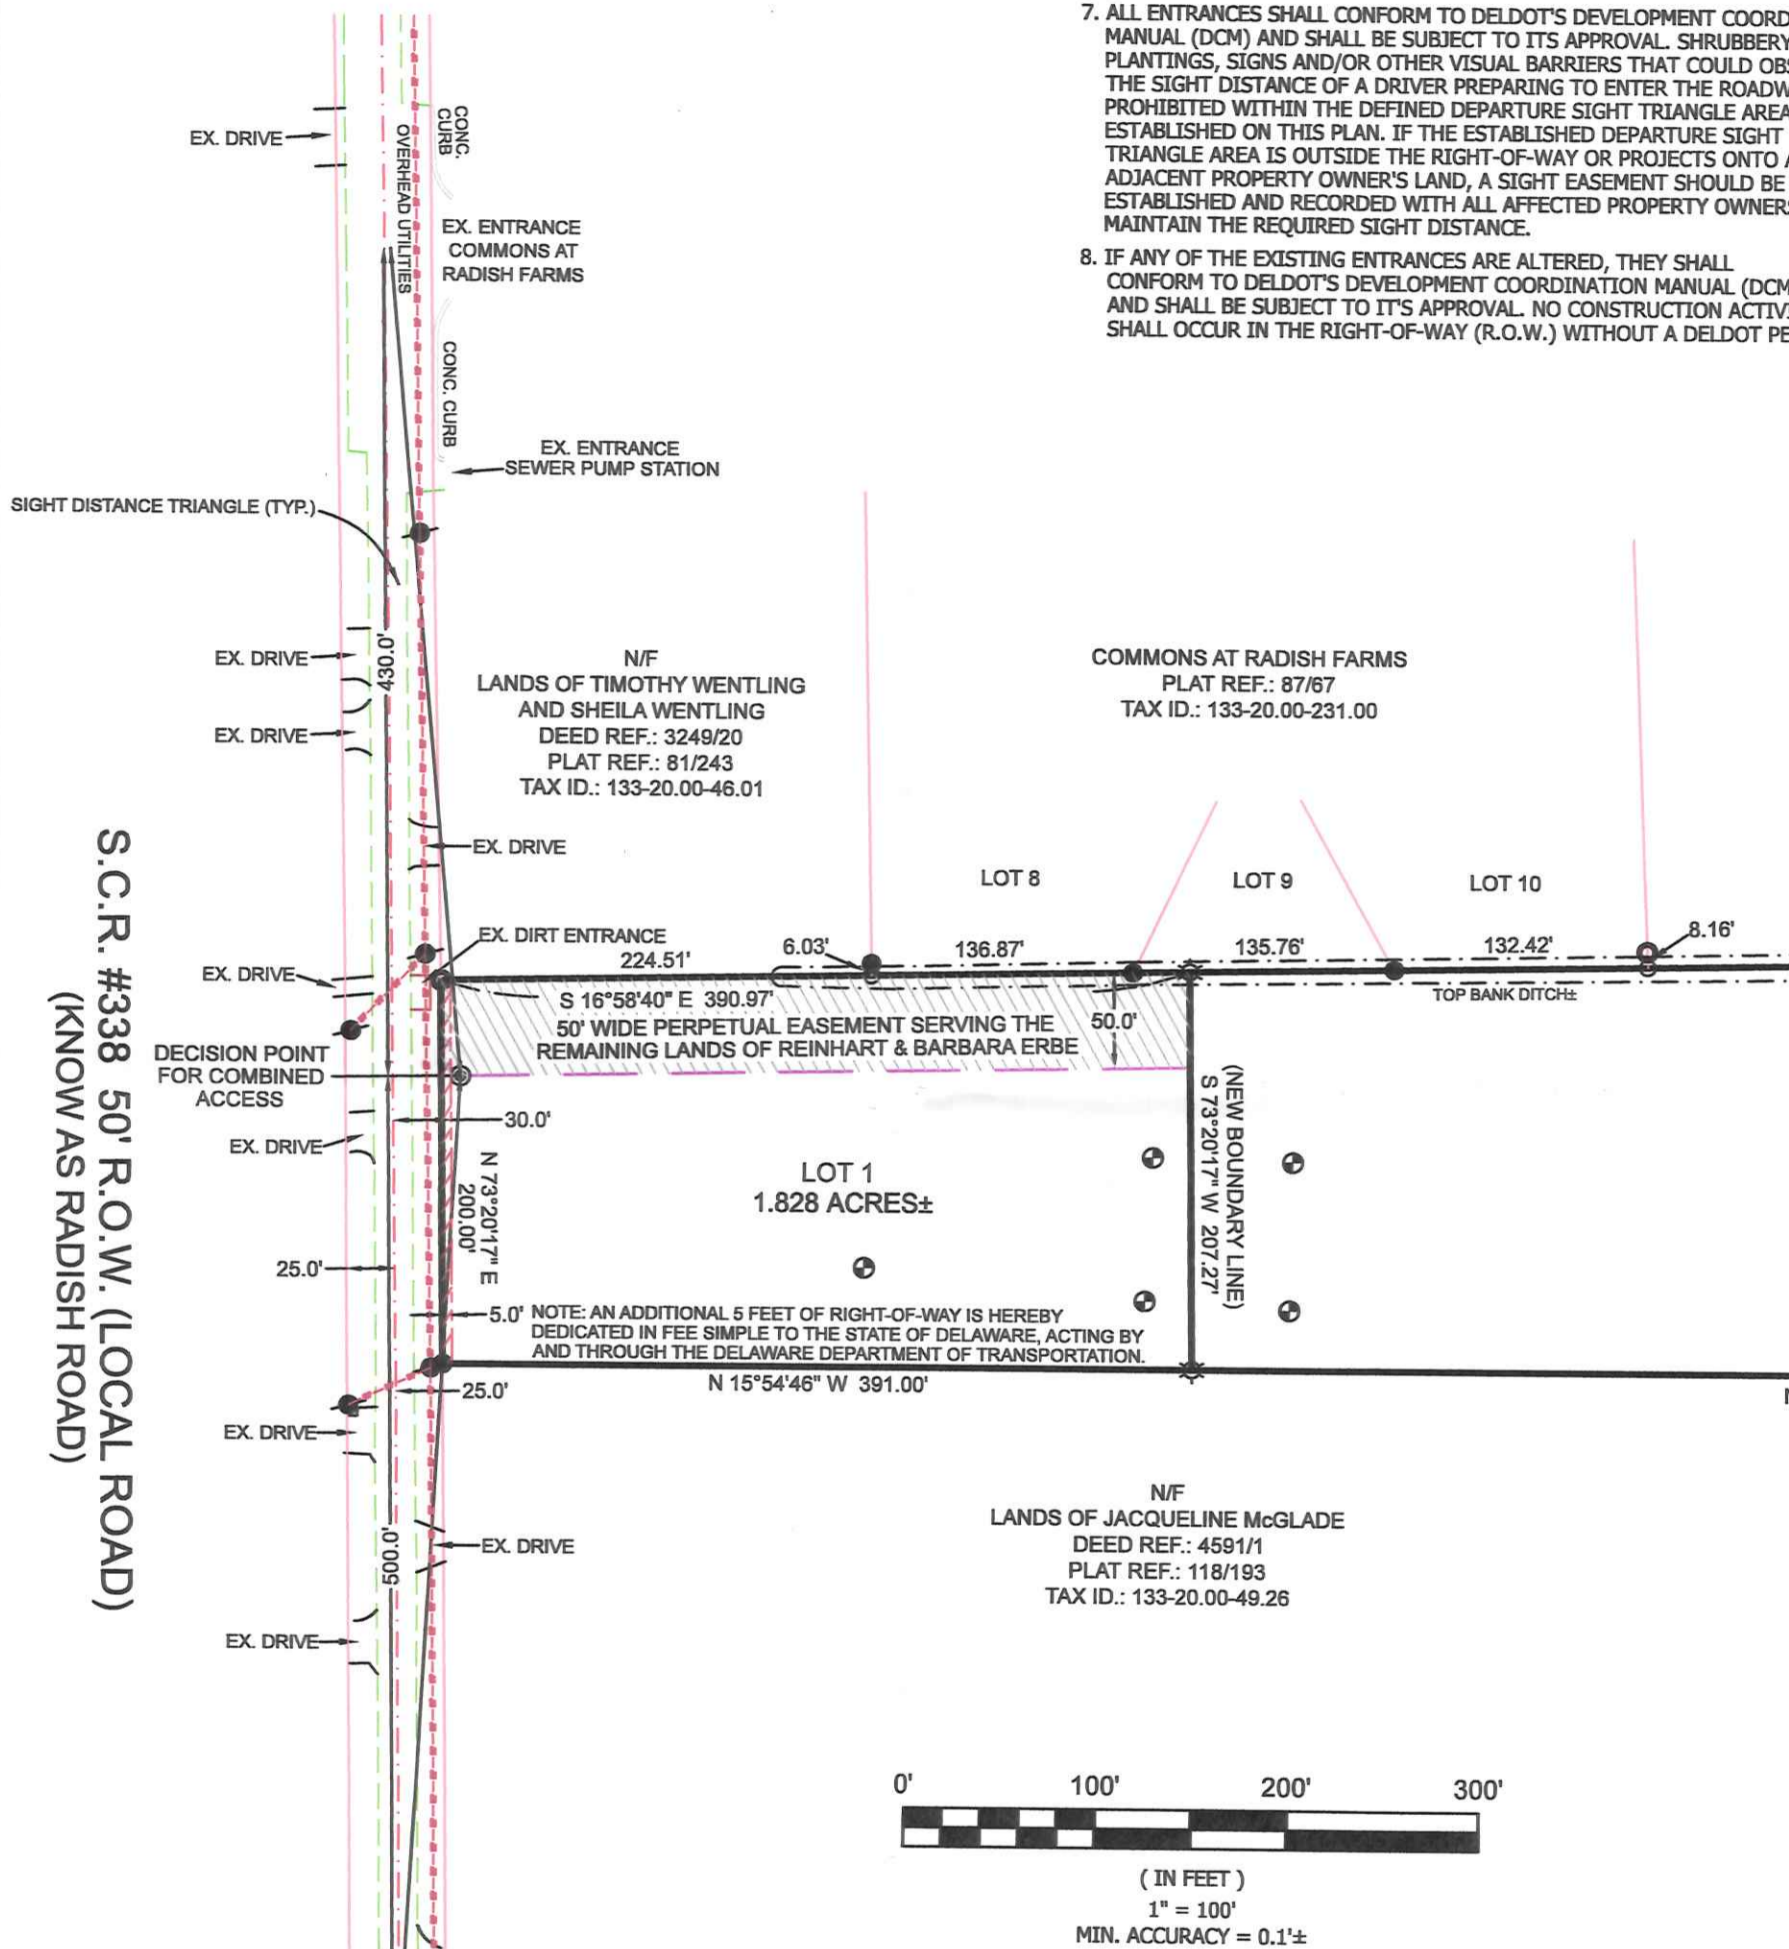 7. ALL ENTRANCES SHALL CONFORM TO DELDOT'S DEVELOPMENT COORD
MANUAL (DCM) AND SHALL BE SUBJECT TO ITS APPROVAL. SHRUBBERY
PLANTINGS, SIGNS AND/OR OTHER VISUAL BARRIERS THAT COULD OBS
THE SIGHT DISTANCE OF A DRIVER PREPARING TO ENTER THE ROADW
PROHIBITED WITHIN THE DEFINED DEPARTURE SIGHT TRIANGLE AREA
ESTABLISHED ON THIS PLAN. IF THE ESTABLISHED DEPARTURE SIGHT
TRIANGLE AREA IS OUTSIDE THE RIGHT-OF-WAY OR PROJECTS ONTO A
ADJACENT PROPERTY OWNER'S LAND, A SIGHT EASEMENT SHOULD BE
ESTABLISHED AND RECORDED WITH ALL AFFECTED PROPERTY OWNERS
MAINTAIN THE REQUIRED SIGHT DISTANCE.
8. IF ANY OF THE EXISTING ENTRANCES ARE ALTERED, THEY SHALL
CONFORM TO DELDOT'S DEVELOPMENT COORDINATION MANUAL (DCM
AND SHALL BE SUBJECT TO IT'S APPROVAL. NO CONSTRUCTION ACTIVI
SHALL OCCUR IN THE RIGHT-OF-WAY (R.O.W.) WITHOUT A DELDOT PE
EX. DRIVE
CONC.
CURB
OVERHEAD UTILITIES
EX. ENTRANCE
COMMONS AT
RADISH FARMS
CONC. CURB
EX. ENTRANCE
SEWER PUMP STATION
SIGHT DISTANCE TRIANGLE (TYP.)
430.0'
EX. DRIVE
EX. DRIVE
N/F
LANDS OF TIMOTHY WENTLING
AND SHEILA WENTLING
DEED REF.: 3249/20
PLAT REF.: 81/243
TAX ID.: 133-20.00-46.01
COMMONS AT RADISH FARMS
PLAT REF.: 87/67
TAX ID.: 133-20.00-231.00
EX. DRIVE
LOT 8
LOT 9
LOT 10
EX. DIRT ENTRANCE
224.51'
6.03'
136.87'
135.76'
132.42'
8.16'
EX. DRIVE
S 16°58'40" E 390.97'
TOP BANK DITCH±
50' WIDE PERPETUAL EASEMENT SERVING THE
REMAINING LANDS OF REINHART & BARBARA ERBE
50.0'
DECISION POINT
FOR COMBINED
ACCESS
30.0'
EX. DRIVE
S.C.R. #338 50' R.O.W. (LOCAL ROAD)
(KNOW AS RADISH ROAD)
N 73°20'17" E
200.00'
LOT 1
1.828 ACRES±
(NEW BOUNDARY LINE)
S 73°20'17" W 207.27'
25.0'
5.0'
NOTE: AN ADDITIONAL 5 FEET OF RIGHT-OF-WAY IS HEREBY
DEDICATED IN FEE SIMPLE TO THE STATE OF DELAWARE, ACTING BY
AND THROUGH THE DELAWARE DEPARTMENT OF TRANSPORTATION.
25.0'
N 15°54'46" W 391.00'
N
EX. DRIVE
N/F
LANDS OF JACQUELINE McGLADE
DEED REF.: 4591/1
PLAT REF.: 118/193
TAX ID.: 133-20.00-49.26
EX. DRIVE
500.0'
EX. DRIVE
0' 100' 200' 300'
( IN FEET )
1" = 100'
MIN. ACCURACY = 0.1'±